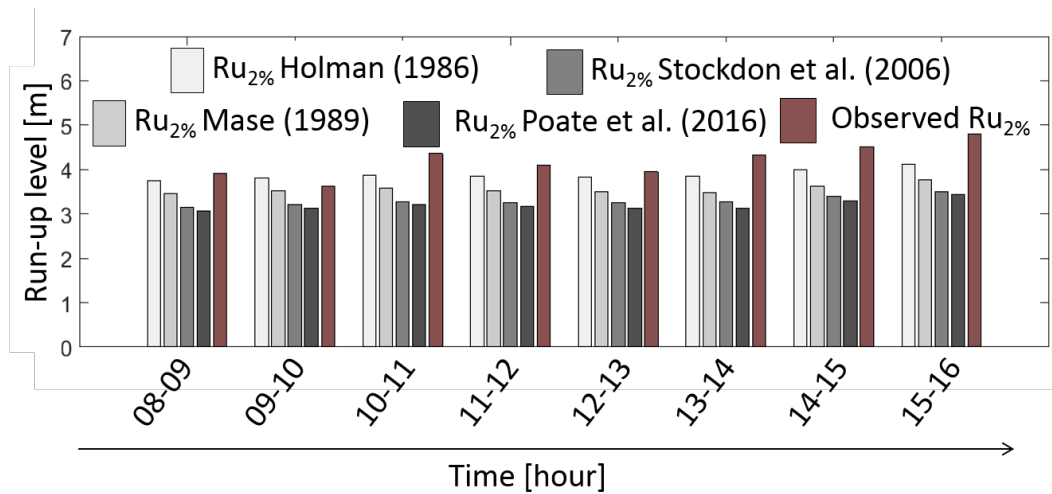 Run-up level [m]
7
6
5
4
3
2
1
0
Ru2% Holman (1986)
Ru2% Stockdon et al. (2006)
Ru2% Mase (1989)
Ru2% Poate et al. (2016)
Observed Ru2%
08-09
09-10
10-11
11-12
12-13
13-14
14-15
15-16
Time [hour]